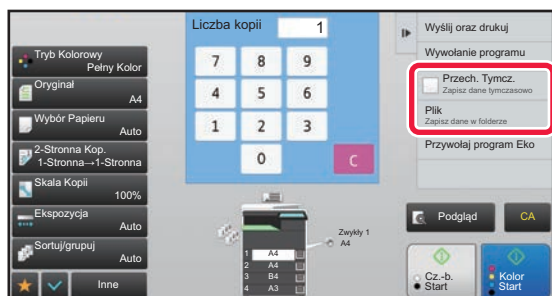 Liczba kopii 1
Tryb Kolorowy
Pełny Kolor
Oryginał
A4
Wybór Papieru
Auto
2-Stronna Kop.
1-Stronna→1-Stronna
Skala Kopii
100%
Ekspozycja
Auto
Sortuj/grupuj
Auto
Inne
7 8 9
4 5 6
1 2 3
0 C
Zwykły 1
A4
1 A4
2 A4
3 B4
4 A3
Wyślij oraz drukuj
Wywołanie programu
Przech. Tymcz.
Zapisz dane tymczasowo
Plik
Zapisz dane w folderze
Przywołaj program Eko
Podgląd CA
Cz.-b.
Start
Kolor
Start